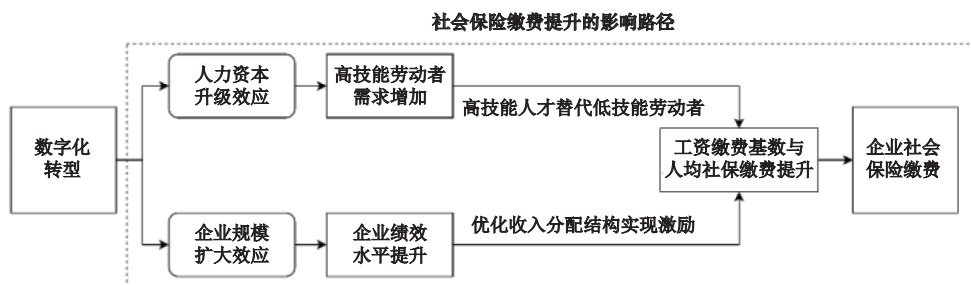 社会保险缴费提升的影响路径
人力资本
升级效应
高技能劳动者
需求增加
高技能人才替代低技能劳动者
数字化
转型
工资缴费基数与
人均社保缴费提升
企业社会
保险缴费
企业规模
扩大效应
企业绩效
水平提升
优化收入分配结构实现激励